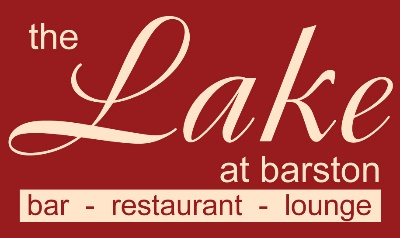 the
Lake
at barston
bar - restaurant - lounge